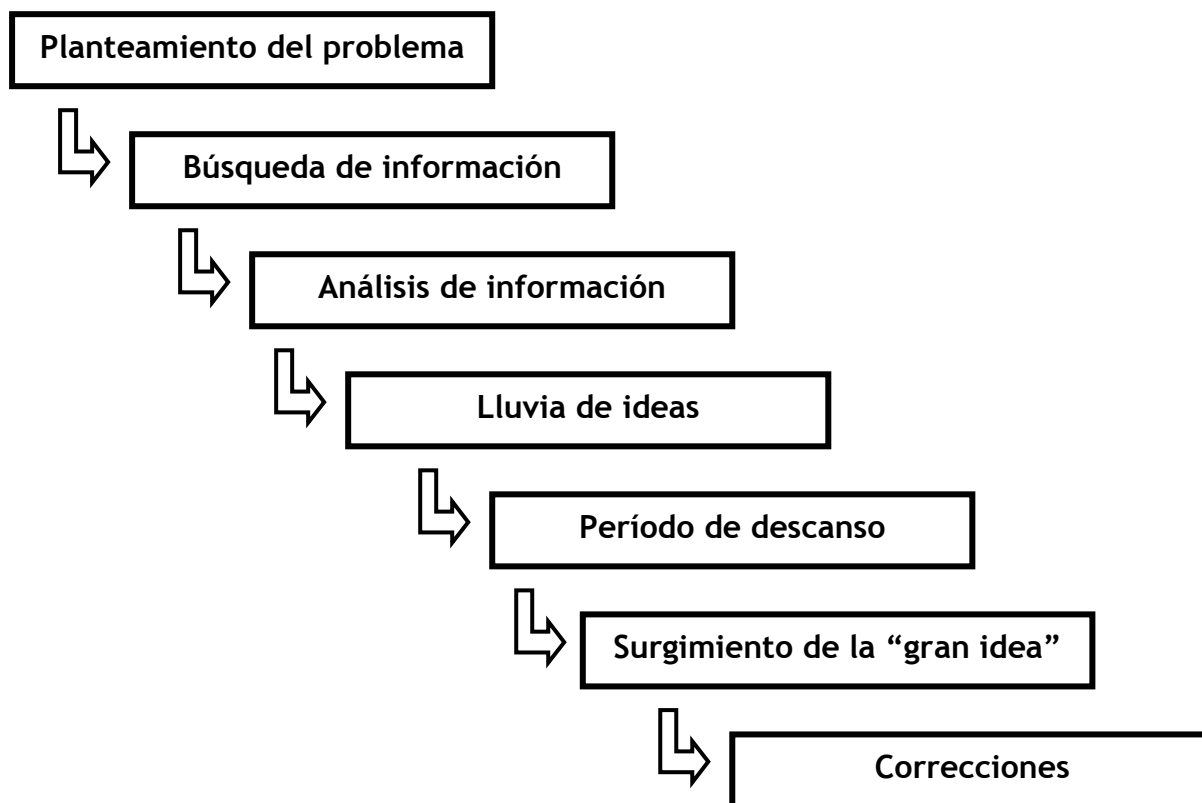 Planteamiento del problema
Búsqueda de información
Análisis de información
Lluvia de ideas
Período de descanso
Surgimiento de la “gran idea”
Correcciones